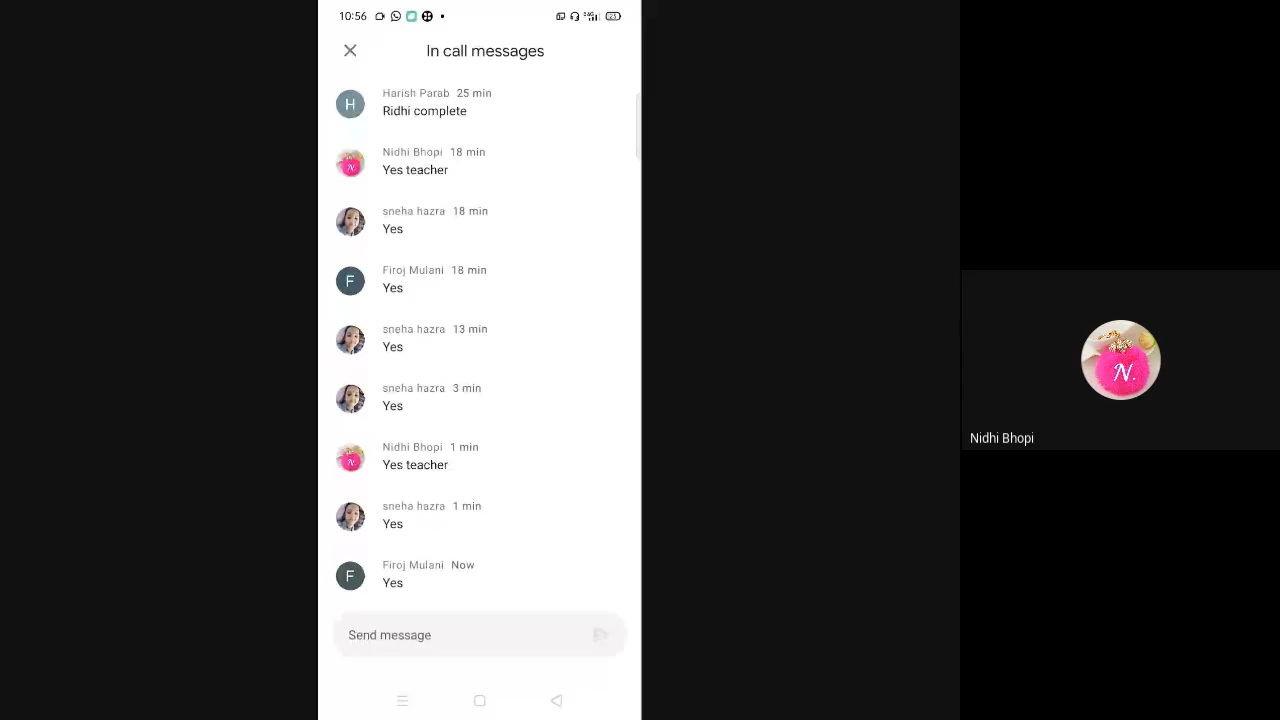 10:56
In call messages
H
Harish Parab 25 min
Ridhi complete
Nidhi Bhopi 18 min
Yes teacher
sneha hazra 18 min
Yes
F
Firoj Mulani 18 min
Yes
sneha hazra 13 min
Yes
sneha hazra 3 min
Yes
Nidhi Bhopi 1 min
Yes teacher
sneha hazra 1 min
Yes
F
Firoj Mulani Now
Yes
Send message
N.
Nidhi Bhopi